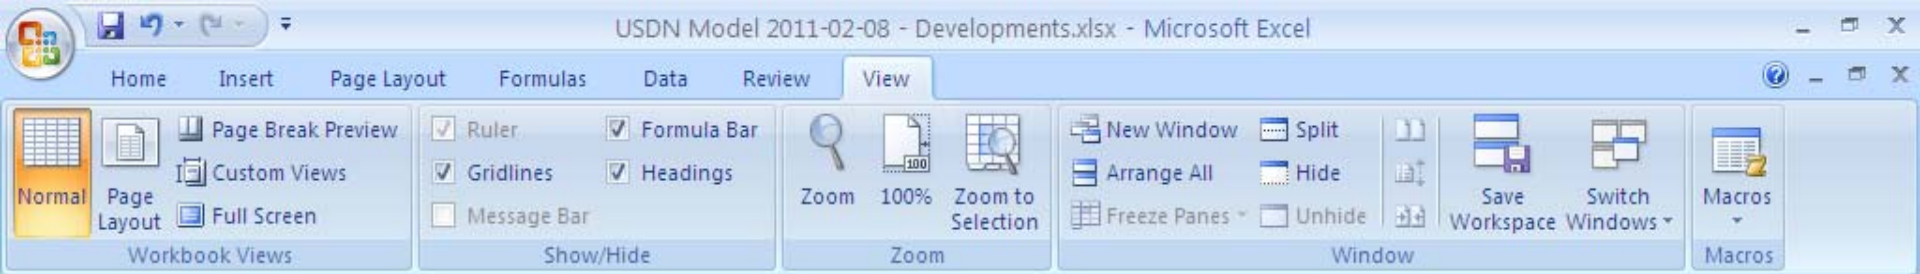 USDN Model 2011-02-08 - Developments.xlsx - Microsoft Excel
Home Insert Page Layout Formulas Data Review View
Normal
Page Layout
Page Break Preview
Custom Views
Full Screen
Workbook Views
Ruler
Gridlines
Message Bar
Formula Bar
Headings
Show/Hide
Zoom
100
100%
Zoom to
Selection
Zoom
New Window
Arrange All
Freeze Panes
Split
Hide
Unhide
Save
Workspace
Switch
Windows
Window
Macros
Macros